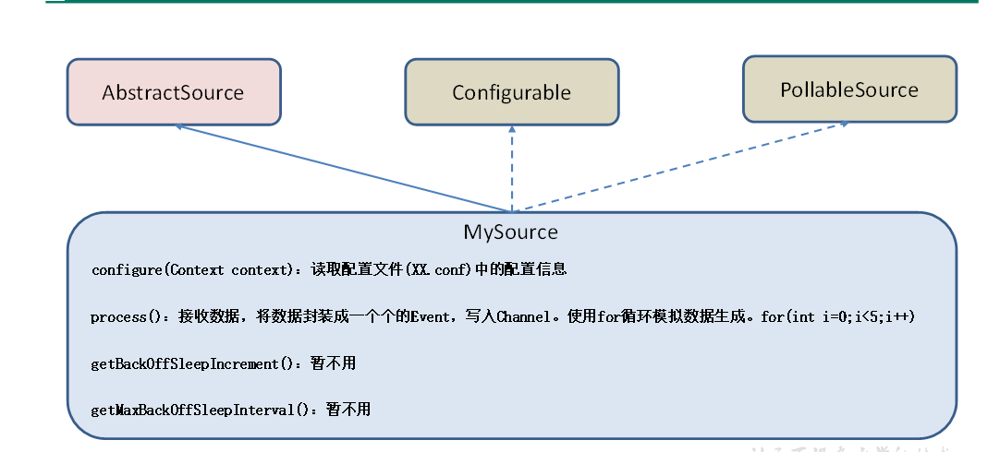 AbstractSource
Configurable
PollableSource
MySource
configure(Context context)：读取配置文件(XX.conf)中的配置信息
process()：接收数据，将数据封装成一个个的Event，写入Channel。使用for循环模拟数据生成。for(int i=0;i<5;i++)
getBackOffSleepIncrement()：暂不用
getMaxBackOffSleepInterval()：暂不用